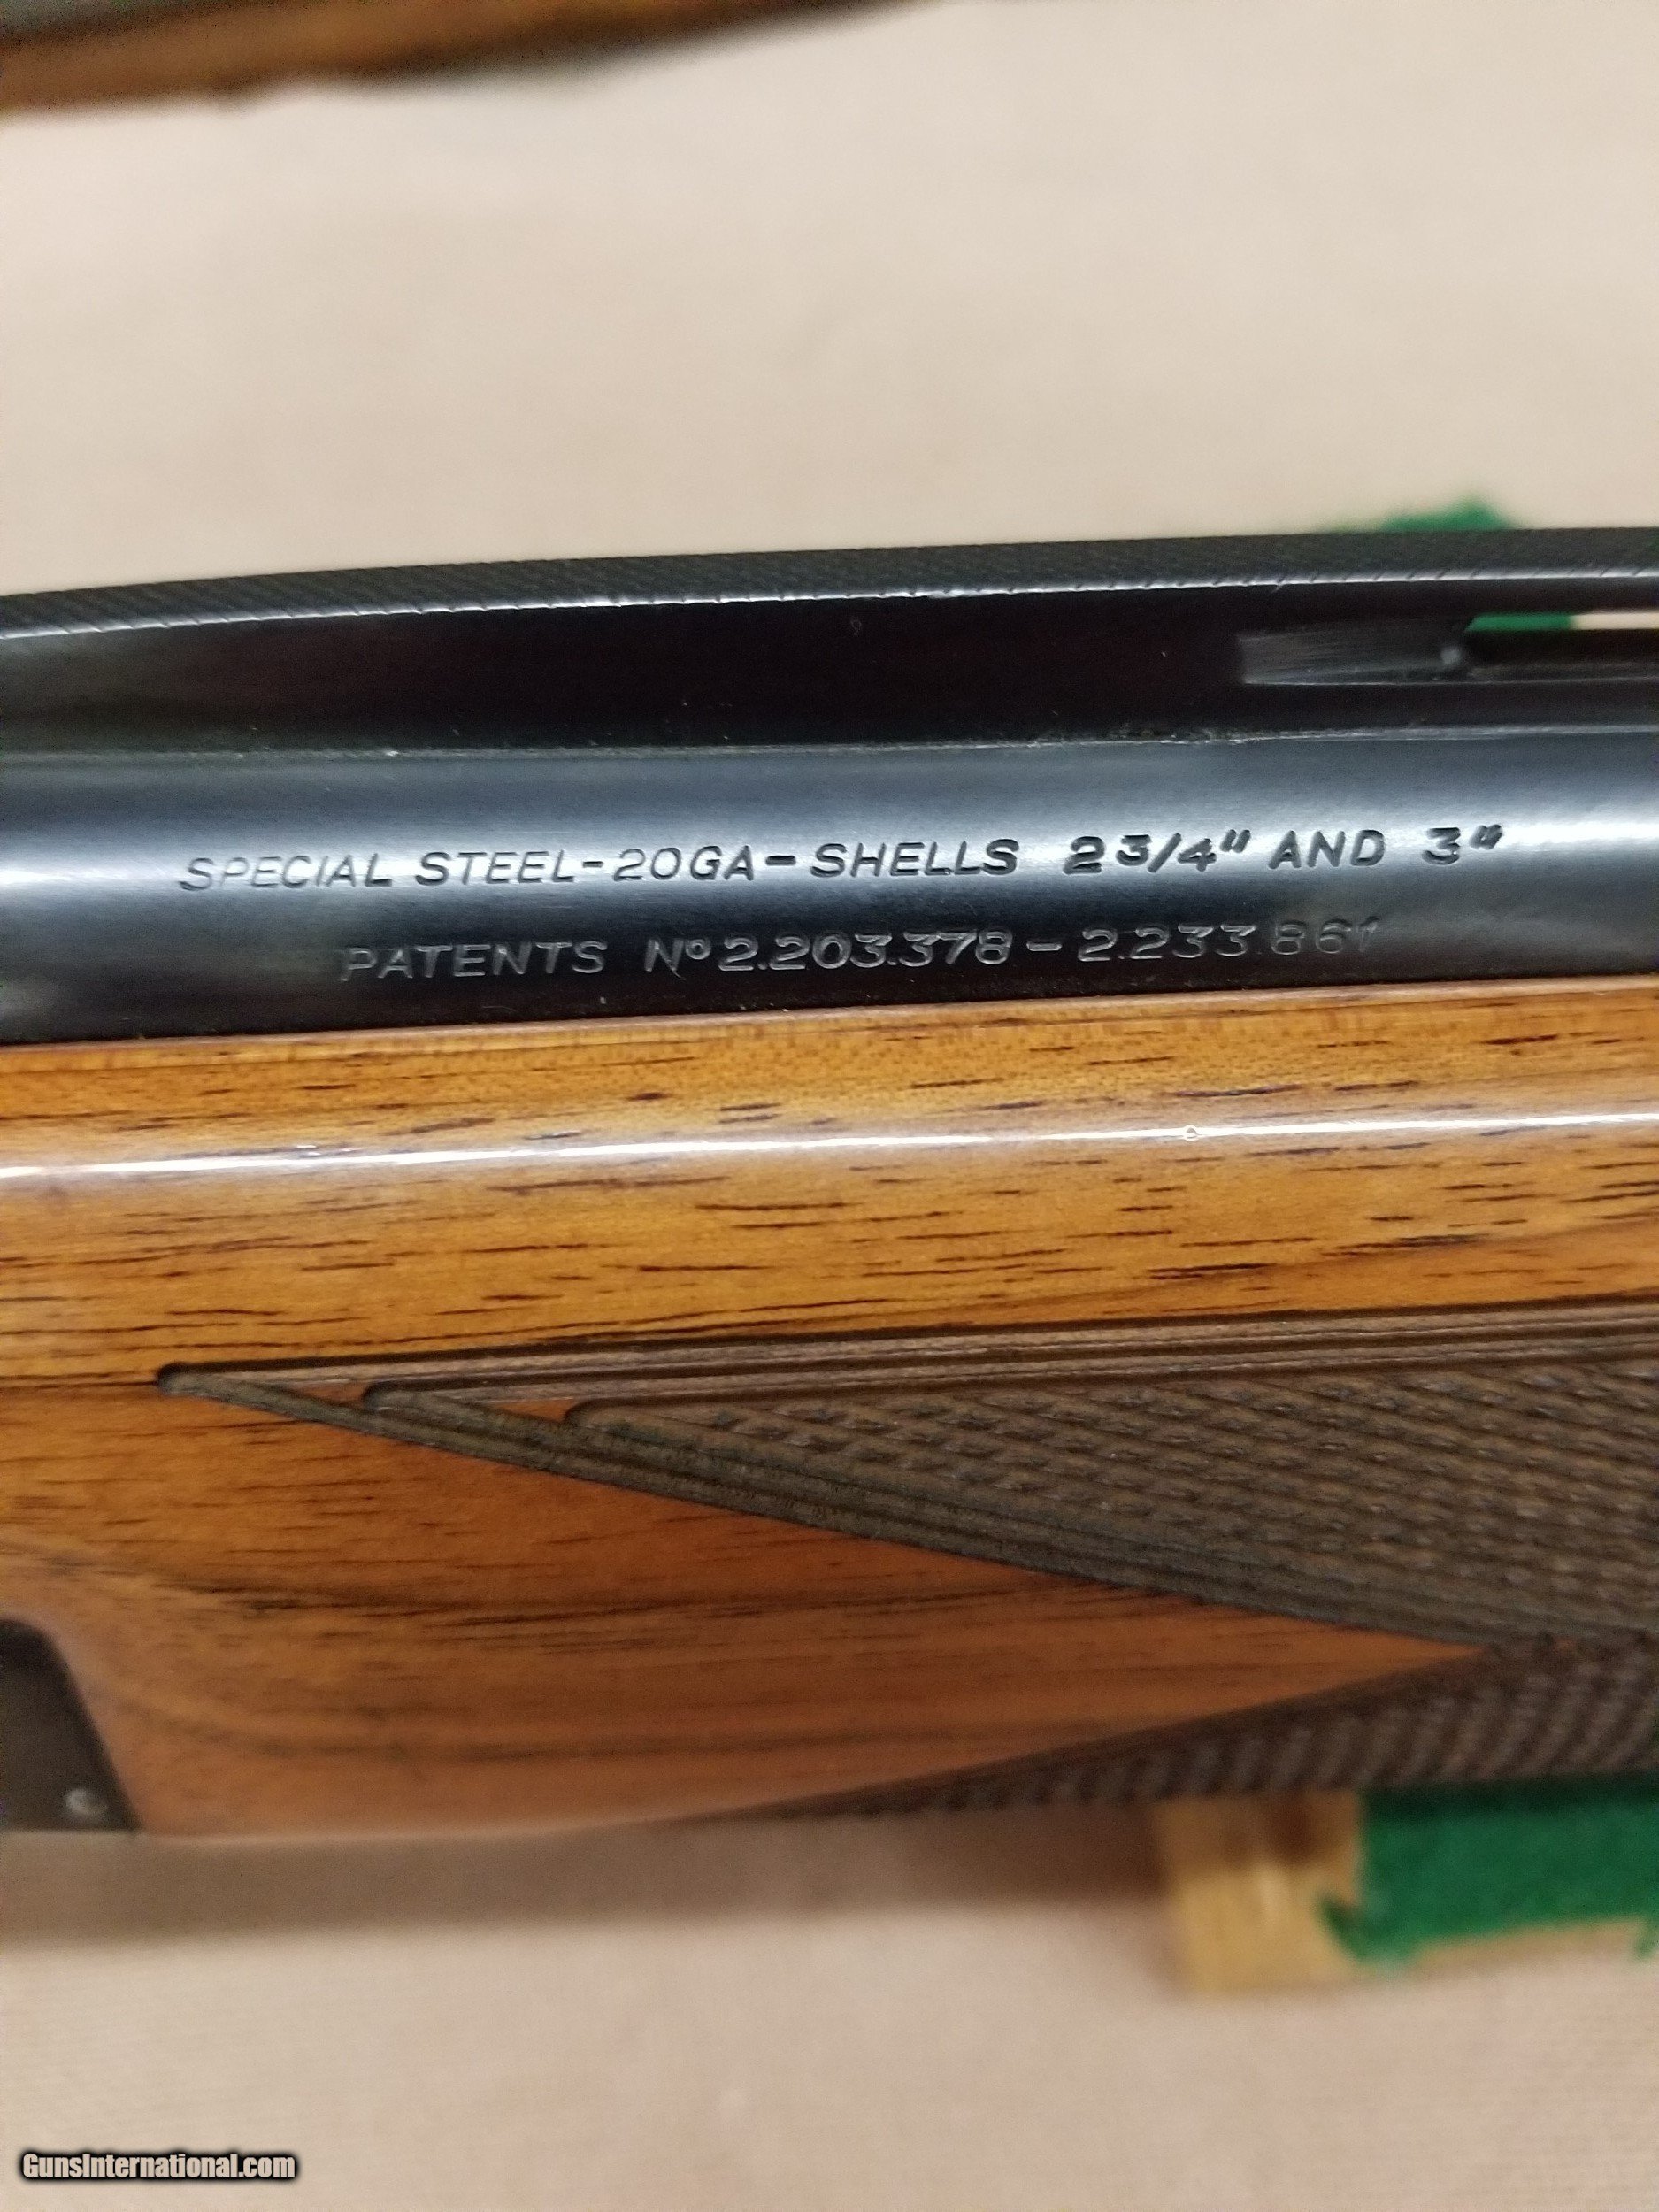 SPECIAL STEEL-20GA-SHELLS 2 3/4" AND 3"
PATENTS Nº 2.203.378-2.233.861
GunsInternational.com